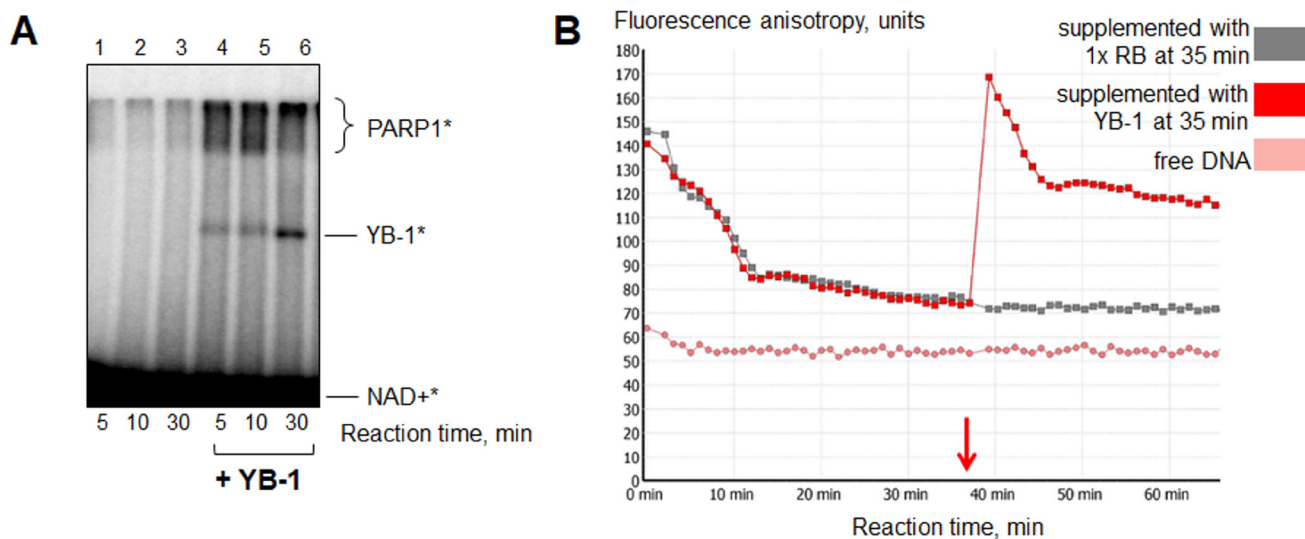 A
1 2 3 4 5 6
PARP1*
YB-1*
NAD+*
5 10 30 5 10 30 Reaction time, min
+ YB-1
B
Fluorescence anisotropy, units
180
170
160
150
140
130
120
110
100
90
80
70
60
50
40
30
20
10
0
0 min 10 min 20 min 30 min 40 min 50 min 60 min
Reaction time, min
supplemented with
1x RB at 35 min
supplemented with
YB-1 at 35 min
free DNA